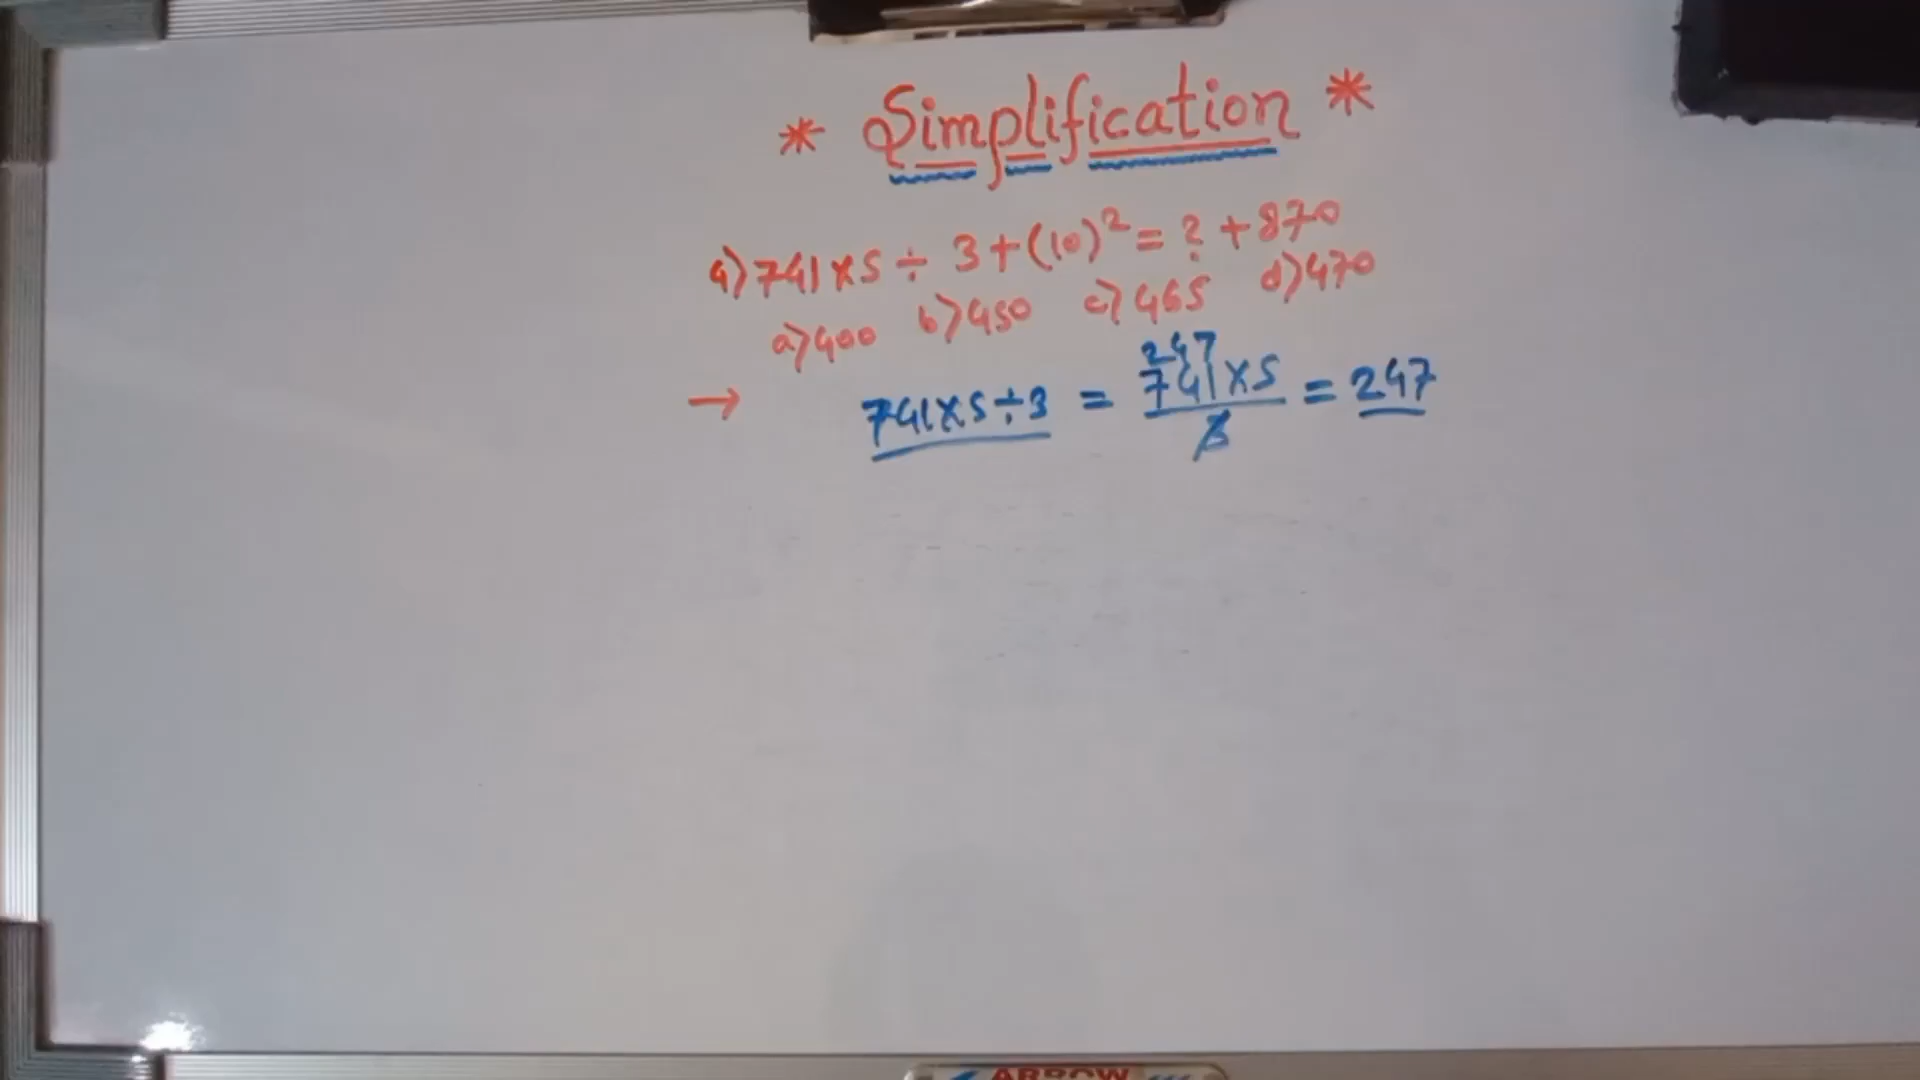 * Simplification *
4) 741 x 5 ÷ 3 + (10)² = ? + 870
a) 400 b) 450 c) 465 d) 470
→ 741 x 5 ÷ 3 = 741 x 5 / 3 = 247
247
ARROW